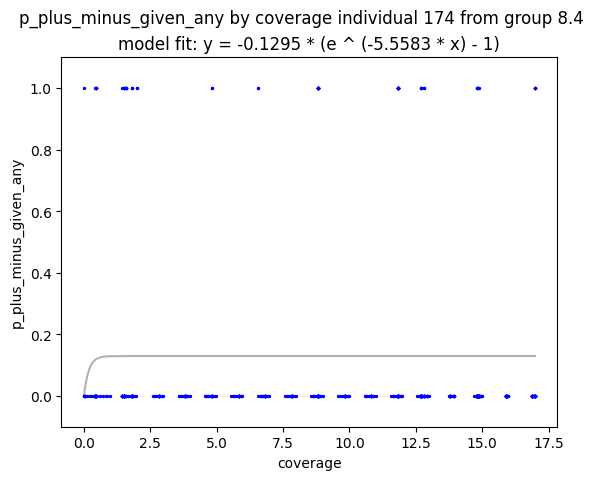 p_plus_minus_given_any by coverage individual 174 from group 8.4
model fit: y = -0.1295 * (e ^ (-5.5583 * x) - 1)
1.0
0.8
0.6
0.4
0.2
0.0
p_plus_minus_given_any
0.0 2.5 5.0 7.5 10.0 12.5 15.0 17.5
coverage